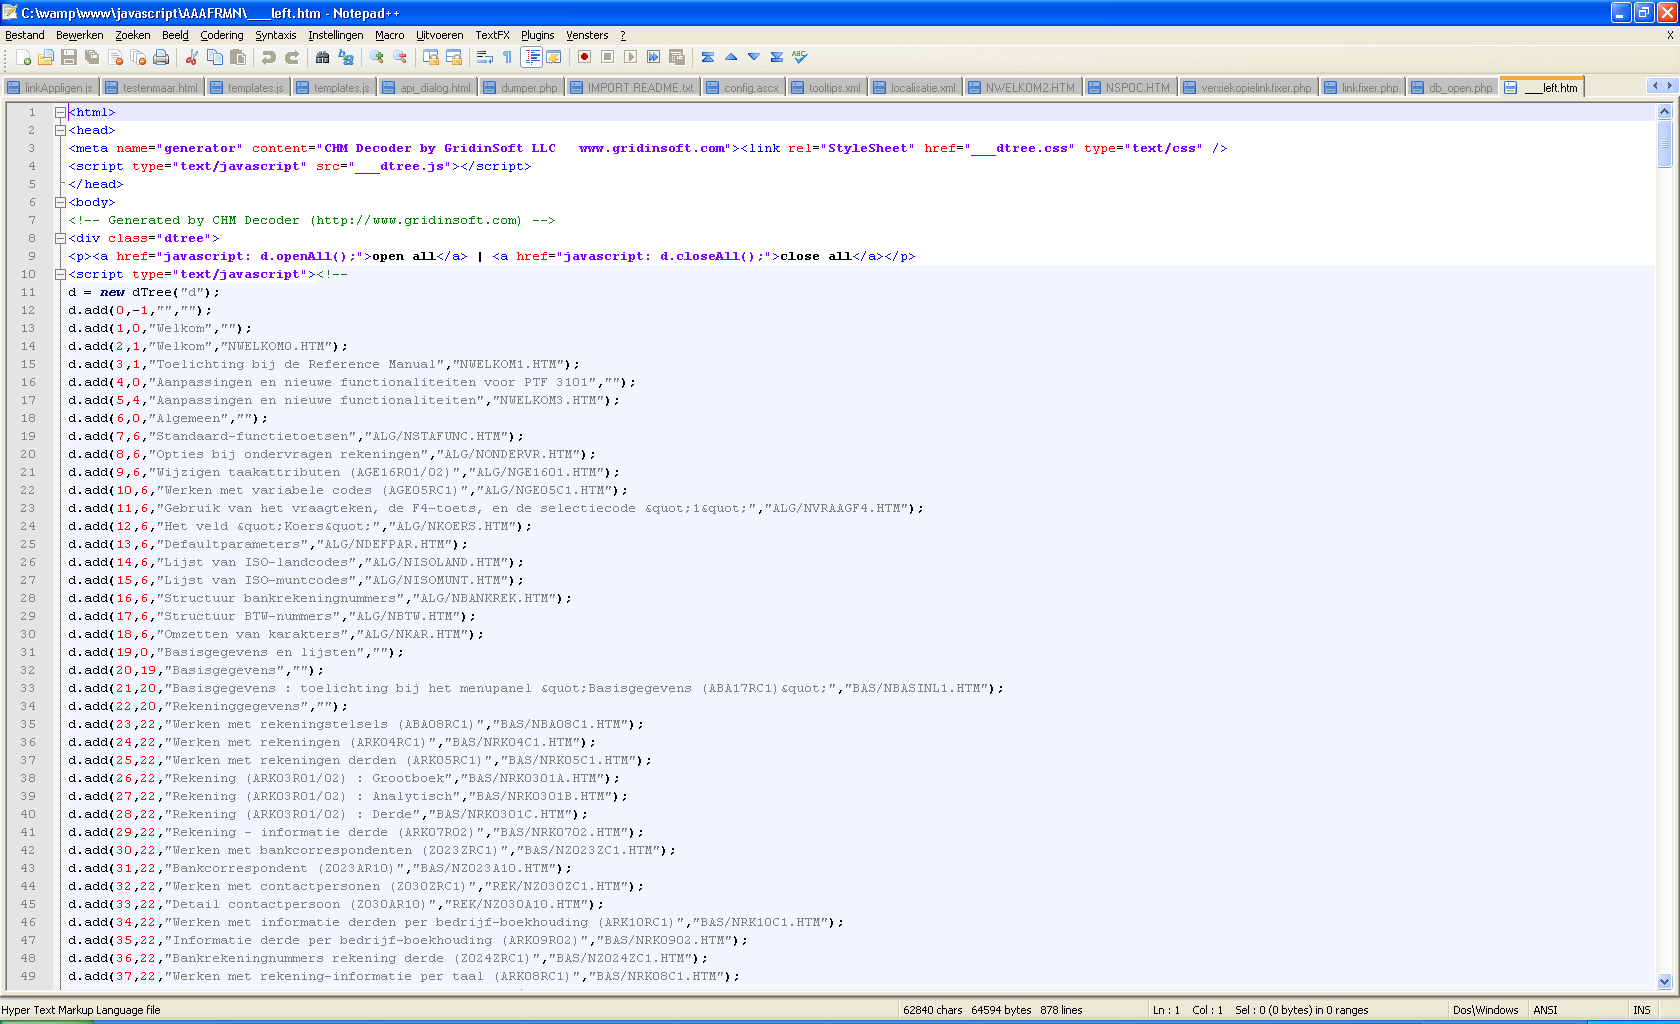 C:\wamp\www\javascript\AAAFRMN\___left.htm - Notepad++
Bestand Bewerken Zoeken Beeld Codering Syntaxis Instellingen Macro Uitvoeren TextFX Plugins Vensters ? X
linkAppligen.js testenmaar.html templates.js templates.js api_dialog.html dumper.php IMPORT README.txt config.ascx tooltips.xml localisatie.xml NWELKOM2.HTM NSPOC.HTM versiekopielinkfixer.php linkfixer.php db_open.php ___left.htm
1 <html>
2 <head>
3 <meta name="generator" content="CHM Decoder by GridinSoft LLC   www.gridinsoft.com"><link rel="StyleSheet" href="___dtree.css" type="text/css" />
4 <script type="text/javascript" src="___dtree.js"></script>
5 </head>
6 <body>
7 <!-- Generated by CHM Decoder (http://www.gridinsoft.com) -->
8 <div class="dtree">
9 <p><a href="javascript: d.openAll();">open all</a> | <a href="javascript: d.closeAll();">close all</a></p>
10 <script type="text/javascript"><!--
11 d = new dTree("d");
12 d.add(0,-1,"","");
13 d.add(1,0,"Welkom","");
14 d.add(2,1,"Welkom","NWELKOM0.HTM");
15 d.add(3,1,"Toelichting bij de Reference Manual","NWELKOM1.HTM");
16 d.add(4,0,"Aanpassingen en nieuwe functionaliteiten voor PTF 3101","");
17 d.add(5,4,"Aanpassingen en nieuwe functionaliteiten","NWELKOM3.HTM");
18 d.add(6,0,"Algemeen","");
19 d.add(7,6,"Standaard-functietoetsen","ALG/NSTAFUNC.HTM");
20 d.add(8,6,"Opties bij ondervragen rekeningen","ALG/NONDERVR.HTM");
21 d.add(9,6,"Wijzigen taakattributen (AGE16R01/02)","ALG/NGE1601.HTM");
22 d.add(10,6,"Werken met variabele codes (AGE05RC1)","ALG/NGE05C1.HTM");
23 d.add(11,6,"Gebruik van het vraagteken, de F4-toets, en de selectiecode &quot;1&quot;","ALG/NVRAAGF4.HTM");
24 d.add(12,6,"Het veld &quot;Koers&quot;","ALG/NKOERS.HTM");
25 d.add(13,6,"Defaultparameters","ALG/NDEFPAR.HTM");
26 d.add(14,6,"Lijst van ISO-landcodes","ALG/NISOLAND.HTM");
27 d.add(15,6,"Lijst van ISO-muntcodes","ALG/NISOMUNT.HTM");
28 d.add(16,6,"Structuur bankrekeningnummers","ALG/NBANKREK.HTM");
29 d.add(17,6,"Structuur BTW-nummers","ALG/NBTW.HTM");
30 d.add(18,6,"Omzetten van karakters","ALG/NKAR.HTM");
31 d.add(19,0,"Basisgegevens en lijsten","");
32 d.add(20,19,"Basisgegevens","");
33 d.add(21,20,"Basisgegevens : toelichting bij het menupanel &quot;Basisgegevens (ABA17RC1)&quot;","BAS/NBASINL1.HTM");
34 d.add(22,20,"Rekeninggegevens","");
35 d.add(23,22,"Werken met rekeningstelsels (ABA08RC1)","BAS/NBA08C1.HTM");
36 d.add(24,22,"Werken met rekeningen (ARK04RC1)","BAS/NRK04C1.HTM");
37 d.add(25,22,"Werken met rekeningen derden (ARK05RC1)","BAS/NRK05C1.HTM");
38 d.add(26,22,"Rekening (ARK03R01/02) : Grootboek","BAS/NRK0301A.HTM");
39 d.add(27,22,"Rekening (ARK03R01/02) : Analytisch","BAS/NRK0301B.HTM");
40 d.add(28,22,"Rekening (ARK03R01/02) : Derde","BAS/NRK0301C.HTM");
41 d.add(29,22,"Rekening - informatie derde (ARK07R02)","BAS/NRK0702.HTM");
42 d.add(30,22,"Werken met bankcorrespondenten (Z023ZRC1)","BAS/NZ023ZC1.HTM");
43 d.add(31,22,"Bankcorrespondent (Z023AR10)","BAS/NZ023A10.HTM");
44 d.add(32,22,"Werken met contactpersonen (Z030ZRC1)","REK/NZ030ZC1.HTM");
45 d.add(33,22,"Detail contactpersoon (Z030AR10)","REK/NZ030A10.HTM");
46 d.add(34,22,"Werken met informatie derden per bedrijf-boekhouding (ARK10RC1)","BAS/NRK10C1.HTM");
47 d.add(35,22,"Informatie derde per bedrijf-boekhouding (ARK09R02)","BAS/NRK0902.HTM");
48 d.add(36,22,"Bankrekeningnummers rekening derde (Z024ZRC1)","BAS/NZ024ZC1.HTM");
49 d.add(37,22,"Werken met rekening-informatie per taal (ARK08RC1)","BAS/NRK08C1.HTM");
Hyper Text Markup Language file 62840 chars 64594 bytes 878 lines Ln : 1 Col : 1 Sel : 0 (0 bytes) in 0 ranges Dos\Windows ANSI INS